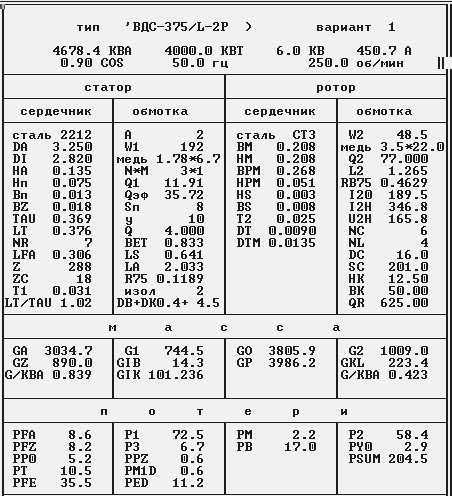 тип 'ВДС-375/L-2Р > вариант 1
4678.4 КВА 4000.0 КВТ 6.0 КВ 450.7 А
0.90 COS 50.0 гц 250.0 об/мин
статор ротор
сердечник обмотка сердечник обмотка
сталь 2212 A 2 сталь СТ3 W2 48.5
DA 3.250 W1 192 BM 0.208 медь 3.5*22.0
DI 2.820 медь 1.78*6.7 HM 0.208 Q2 77.000
HA 0.135 N*M 3*1 BPM 0.268 L2 1.265
Hп 0.075 Q1 11.91 HPM 0.051 RB75 0.4629
Bп 0.013 Qэф 35.72 HS 0.003 I20 189.5
BZ 0.018 Sп 8 BS 0.008 I2H 346.8
TAU 0.369 y 10 T2 0.025 U2H 165.8
LT 0.376 Q 4.000 DT 0.0090 NC 6
NR 7 BET 0.833 DTM 0.0135 NL 4
LFA 0.306 LS 0.641 DC 16.0
Z 288 LA 2.033 SC 201.0
ZC 18 R75 0.1189 HK 12.50
T1 0.031 изол 2 BK 50.00
LT/TAU 1.02 DB+DK0.4+ 4.5 QR 625.00
м а с с а
GA 3034.7 G1 744.5 GO 3805.9 G2 1009.0
GZ 890.0 GIB 14.3 GP 3986.2 GKL 223.4
G/KBA 0.839 GIK 101.236 G/KBA 0.423
п о т е р и
PFA 8.6 P1 72.5 PM 2.2 P2 58.4
PFZ 8.2 P3 6.7 PB 17.0 PY0 2.9
PP0 5.2 PPZ 0.6 PSUM 204.5
PT 10.5 PM1D 0.6
PFE 35.5 PED 11.2